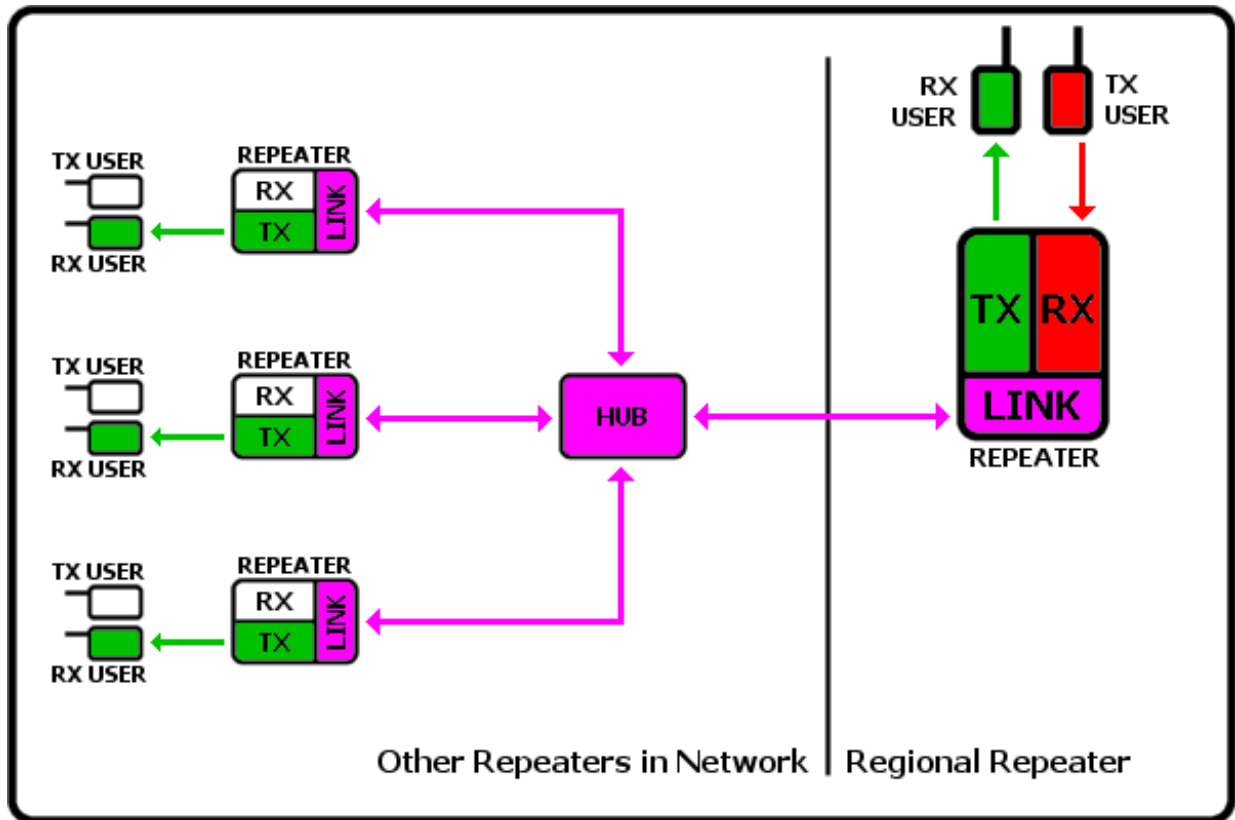 RX
USER
TX
USER
TX USER
REPEATER
RX
TX
LINK
RX USER
TX RX
LINK
REPEATER
TX USER
REPEATER
RX
TX
LINK
RX USER
HUB
TX USER
REPEATER
RX
TX
LINK
RX USER
Other Repeaters in Network
Regional Repeater